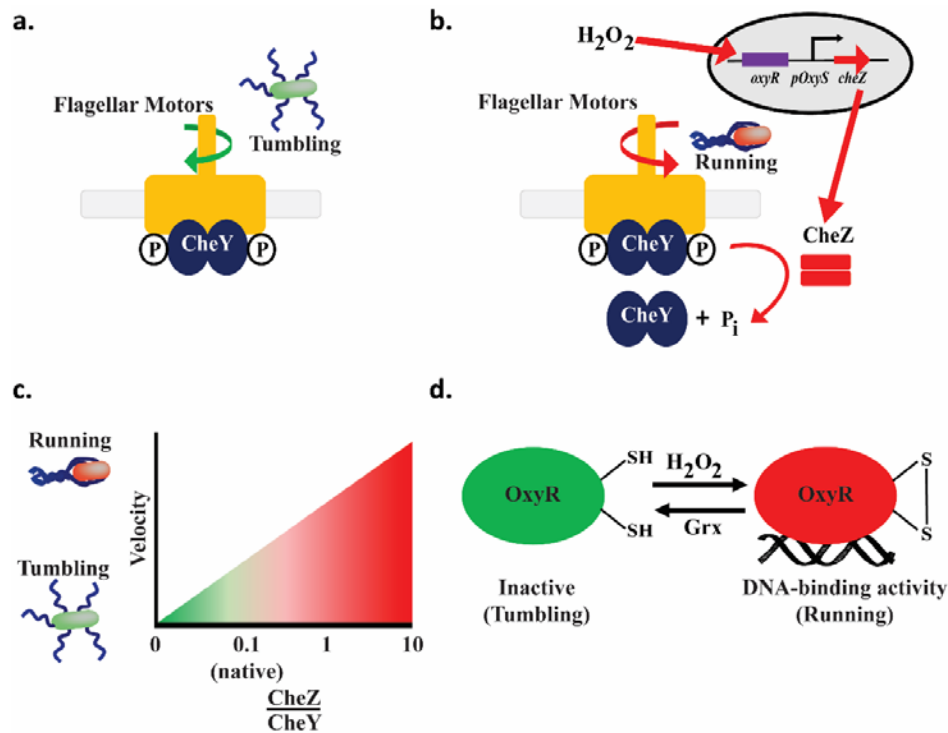 a.
Flagellar Motors
Tumbling
P
CheY
P
b.
H2O2
oxyR pOxyS cheZ
Flagellar Motors
Running
P
CheY
P
CheZ
CheY + Pi
c.
Running
Tumbling
Velocity
0 0.1 1 10
(native)
CheZ
CheY
d.
OxyR
SH
SH
H2O2
Grx
OxyR
S
S
Inactive
(Tumbling)
DNA-binding activity
(Running)